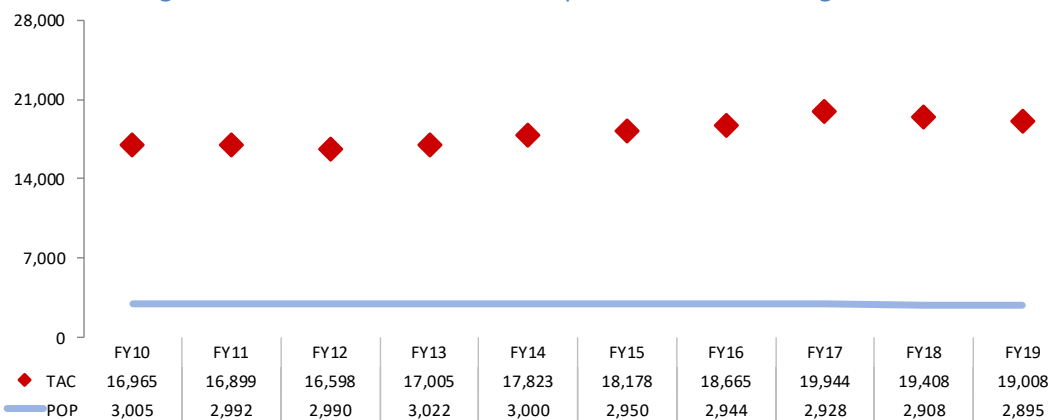 28,000
21,000
14,000
7,000
0
FY10 FY11 FY12 FY13 FY14 FY15 FY16 FY17 FY18 FY19
TAC 16,965 16,899 16,598 17,005 17,823 18,178 18,665 19,944 19,408 19,008
POP 3,005 2,992 2,990 3,022 3,000 2,950 2,944 2,928 2,908 2,895